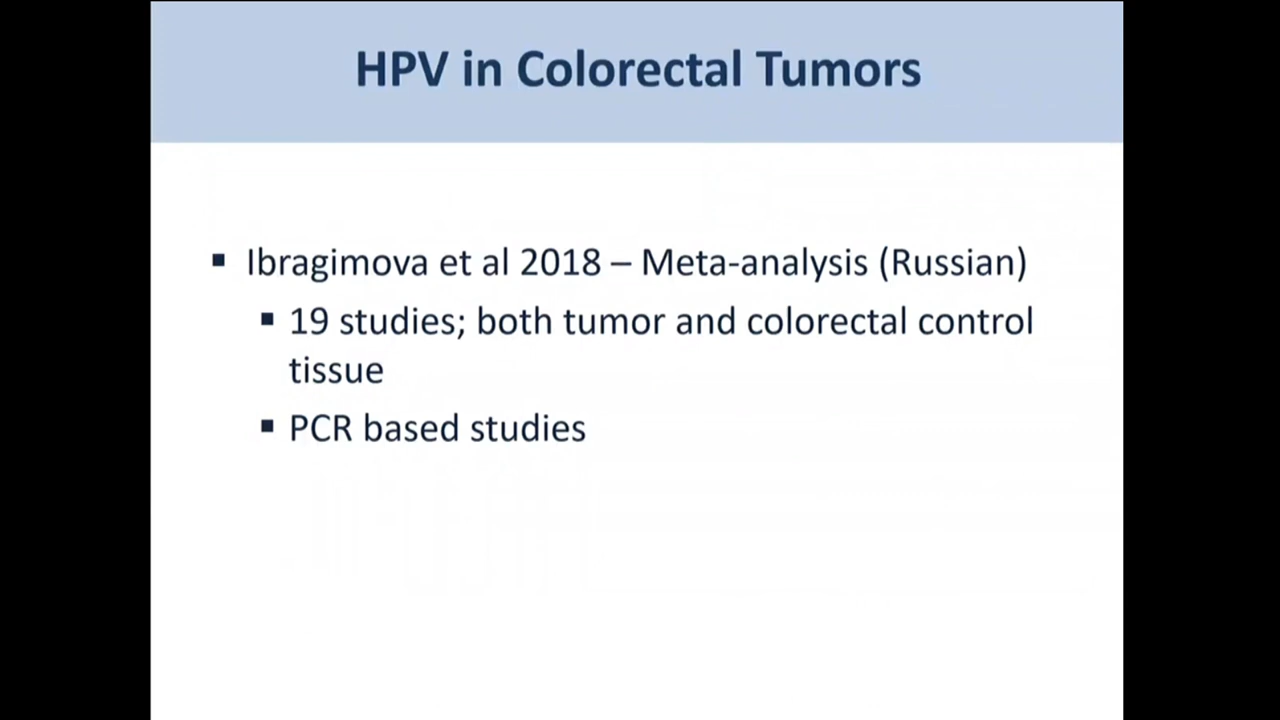 HPV in Colorectal Tumors
▪ Ibragimova et al 2018 – Meta-analysis (Russian)
▪ 19 studies; both tumor and colorectal control
tissue
▪ PCR based studies